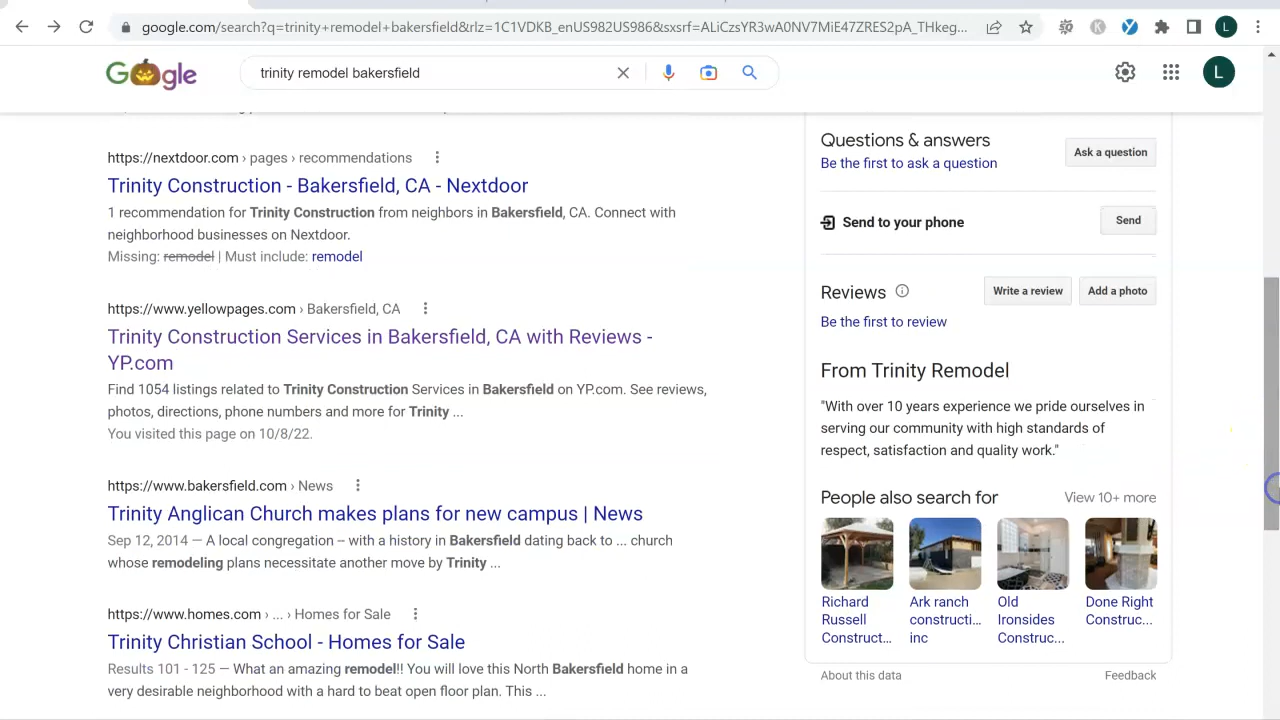 google.com/search?q=trinity+remodel+bakersfield&rlz=1C1VDKB_enUS982US986&sxsrf=ALiCzsYR3wA0NV7MiE47ZRES2pA_THkeg...
K
L
Google
trinity remodel bakersfield
L
https://nextdoor.com › pages › recommendations
Trinity Construction - Bakersfield, CA - Nextdoor
1 recommendation for Trinity Construction from neighbors in Bakersfield, CA. Connect with
neighborhood businesses on Nextdoor.
Missing: remodel | Must include: remodel
https://www.yellowpages.com › Bakersfield, CA
Trinity Construction Services in Bakersfield, CA with Reviews -
YP.com
Find 1054 listings related to Trinity Construction Services in Bakersfield on YP.com. See reviews,
photos, directions, phone numbers and more for Trinity ...
You visited this page on 10/8/22.
https://www.bakersfield.com › News
Trinity Anglican Church makes plans for new campus | News
Sep 12, 2014 — A local congregation – with a history in Bakersfield dating back to ... church
whose remodeling plans necessitate another move by Trinity ...
https://www.homes.com › ... › Homes for Sale
Trinity Christian School - Homes for Sale
Results 101 - 125 — What an amazing remodel!! You will love this North Bakersfield home in a
very desirable neighborhood with a hard to beat open floor plan. This ...
Questions & answers
Be the first to ask a question
Ask a question
Send to your phone
Send
Reviews
Write a review
Add a photo
Be the first to review
From Trinity Remodel
"With over 10 years experience we pride ourselves in
serving our community with high standards of
respect, satisfaction and quality work."
People also search for
View 10+ more
Richard
Russell
Construct...
Ark ranch
constructi...
inc
Old
Ironsides
Construc...
Done Right
Construc...
About this data
Feedback